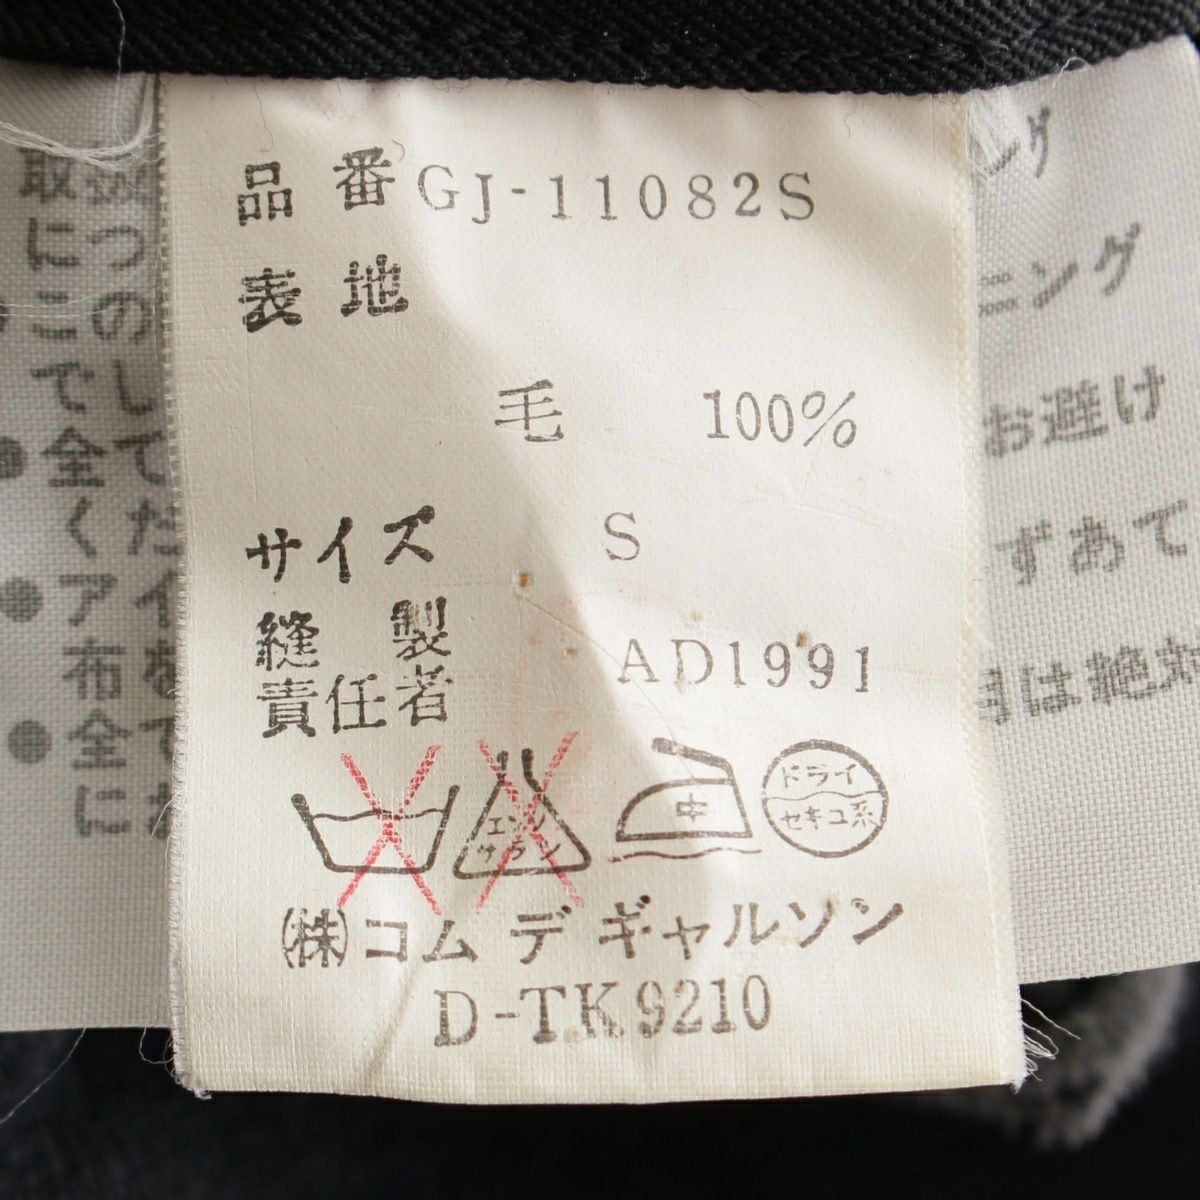 品番 GJ-11082S
表地
毛 100%
サイズ S
縫製 AD1991
責任者
エンソ
サラシ
中
ドライ
セキユ系
㈱コム デ ギャルソン
D-TK9210
取扱
につ
この
でし
全て
くだ
アイ
布を
全て
に
ング
ニング
お避け
ずあて
は絶対